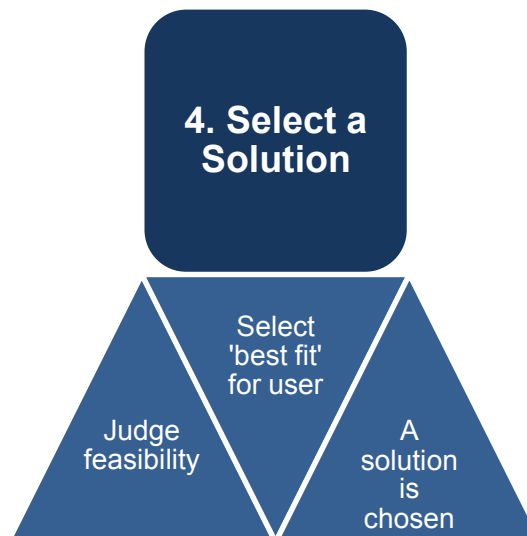 4. Select a
Solution
Select
'best fit'
for user
Judge
feasibility
A
solution
is
chosen